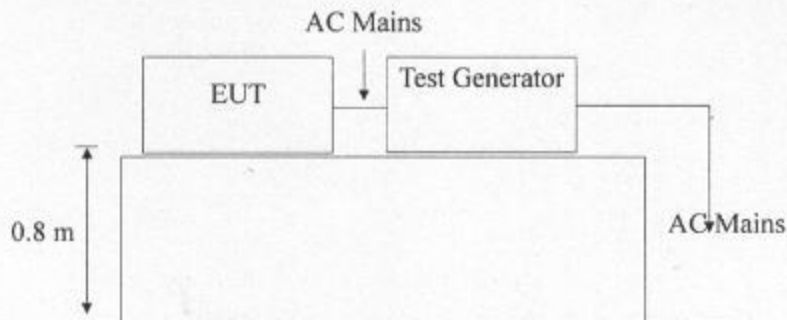 AC Mains
EUT
Test Generator
0.8 m
AC Mains